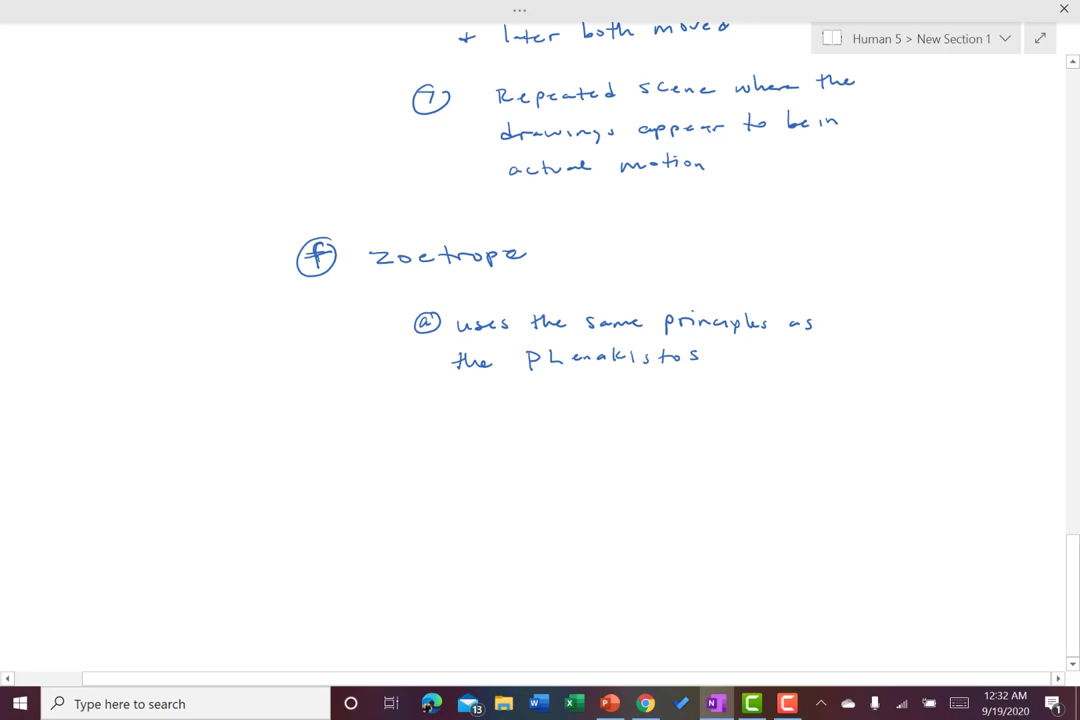 Human 5 > New Section 1
+ later both moved
7 Repeated scene where the
drawings appear to be in
actual motion
f zoetrope
a uses the same principles as
the Phenakistos
Type here to search
13
12:32 AM
9/19/2020
1